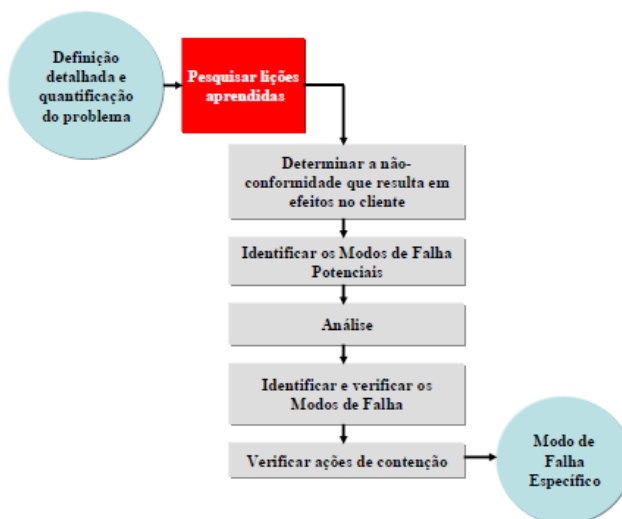 Definição
detalhada e
quantificação
do problema
Pesquisar lições
aprendidas
Determinar a não-
conformidade que resulta em
efeitos no cliente
Identificar os Modos de Falha
Potenciais
Análise
Identificar e verificar os
Modos de Falha
Verificar ações de contenção
Modo de
Falha
Específico